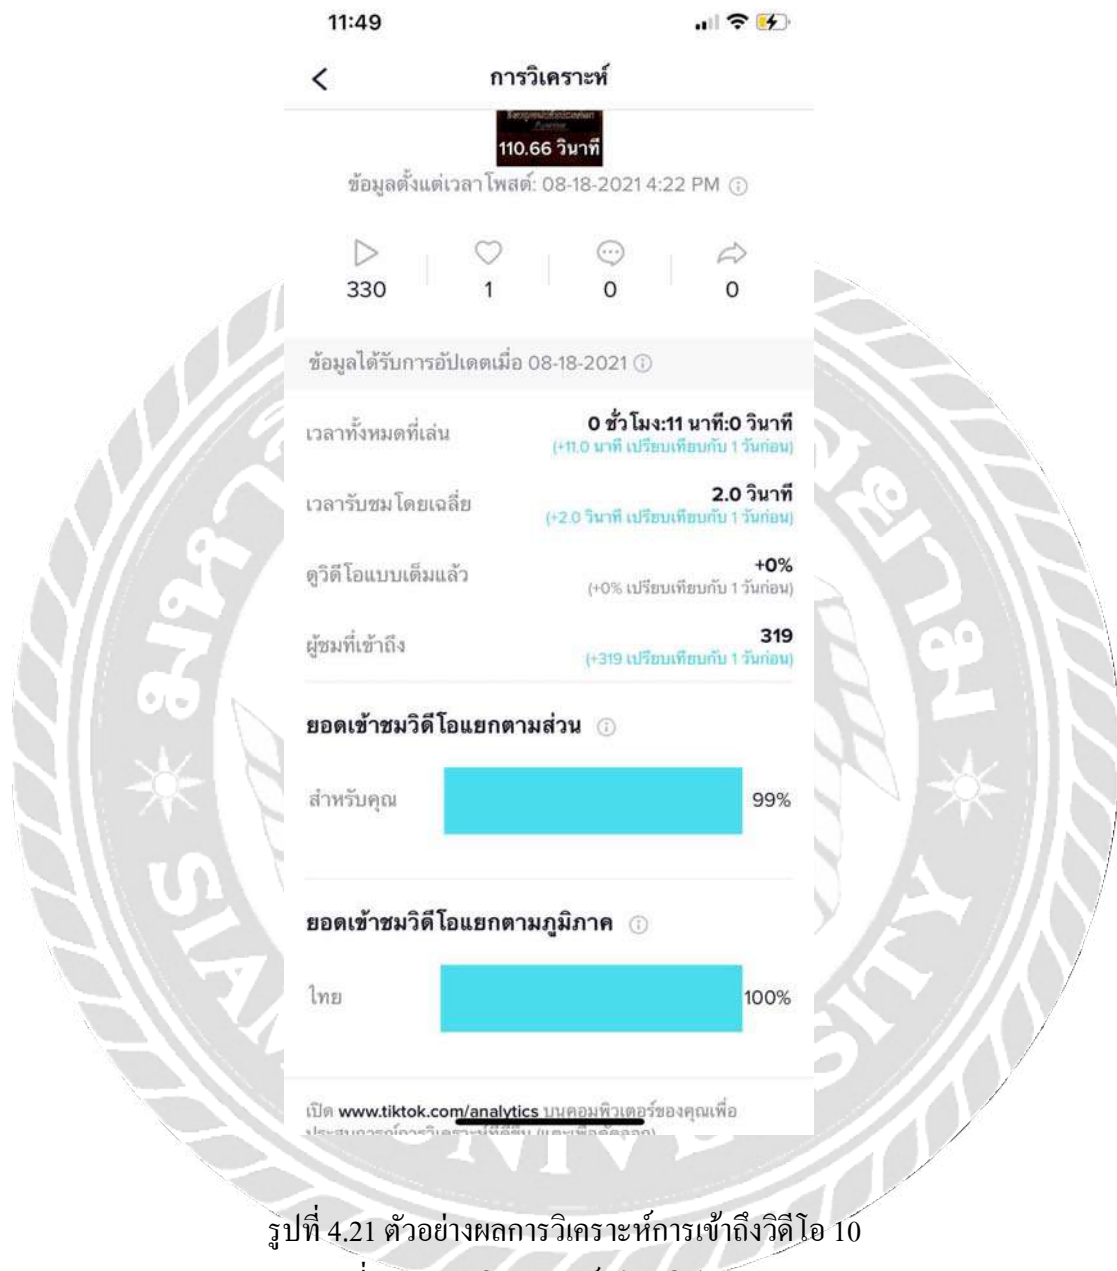 11:49
การวิเคราะห์
110.66 วินาที
ข้อมูลตั้งแต่เวลาโพสต์: 08-18-2021 4:22 PM
330 1 0 0
ข้อมูลได้รับการอัปเดตเมื่อ 08-18-2021
เวลาทั้งหมดที่เล่น 0 ชั่วโมง:11 นาที:0 วินาที
(+11.0 นาที เปรียบเทียบกับ 1 วันก่อน)
เวลารับชมโดยเฉลี่ย 2.0 วินาที
(+2.0 วินาที เปรียบเทียบกับ 1 วันก่อน)
ดูวิดีโอแบบเต็มแล้ว +0%
(+0% เปรียบเทียบกับ 1 วันก่อน)
ผู้ชมที่เข้าถึง 319
(+319 เปรียบเทียบกับ 1 วันก่อน)
ยอดเข้าชมวิดีโอแยกตามส่วน
สำหรับคุณ 99%
ยอดเข้าชมวิดีโอแยกตามภูมิภาค
ไทย 100%
เปิด www.tiktok.com/analytics บนคอมพิวเตอร์ของคุณเพื่อ
รูปที่ 4.21 ตัวอย่างผลการวิเคราะห์การเข้าถึงวิดีโอ 10